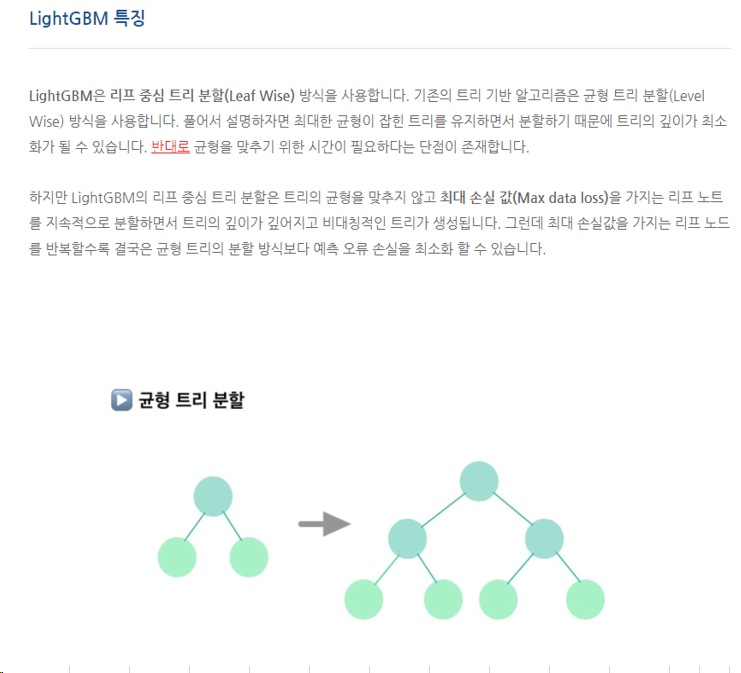 LightGBM 특징
LightGBM은 리프 중심 트리 분할(Leaf Wise) 방식을 사용합니다. 기존의 트리 기반 알고리즘은 균형 트리 분할(Level
Wise) 방식을 사용합니다. 풀어서 설명하자면 최대한 균형이 잡힌 트리를 유지하면서 분할하기 때문에 트리의 깊이가 최소
화가 될 수 있습니다. 반대로 균형을 맞추기 위한 시간이 필요하다는 단점이 존재합니다.
하지만 LightGBM의 리프 중심 트리 분할은 트리의 균형을 맞추지 않고 최대 손실 값(Max data loss)을 가지는 리프 노트
를 지속적으로 분할하면서 트리의 깊이가 깊어지고 비대칭적인 트리가 생성됩니다. 그런데 최대 손실값을 가지는 리프 노드
를 반복할수록 결국은 균형 트리의 분할 방식보다 예측 오류 손실을 최소화 할 수 있습니다.
균형 트리 분할